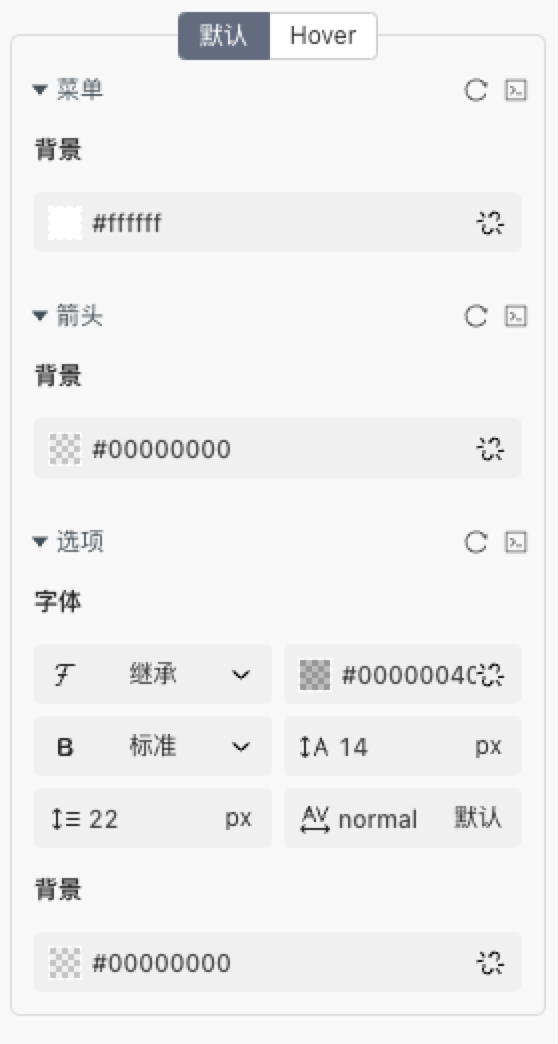 默认 Hover
菜单
背景
#ffffff
箭头
背景
#00000000
选项
字体
继承 #0000004
B 标准 A 14 px
22 px AV normal 默认
背景
#00000000